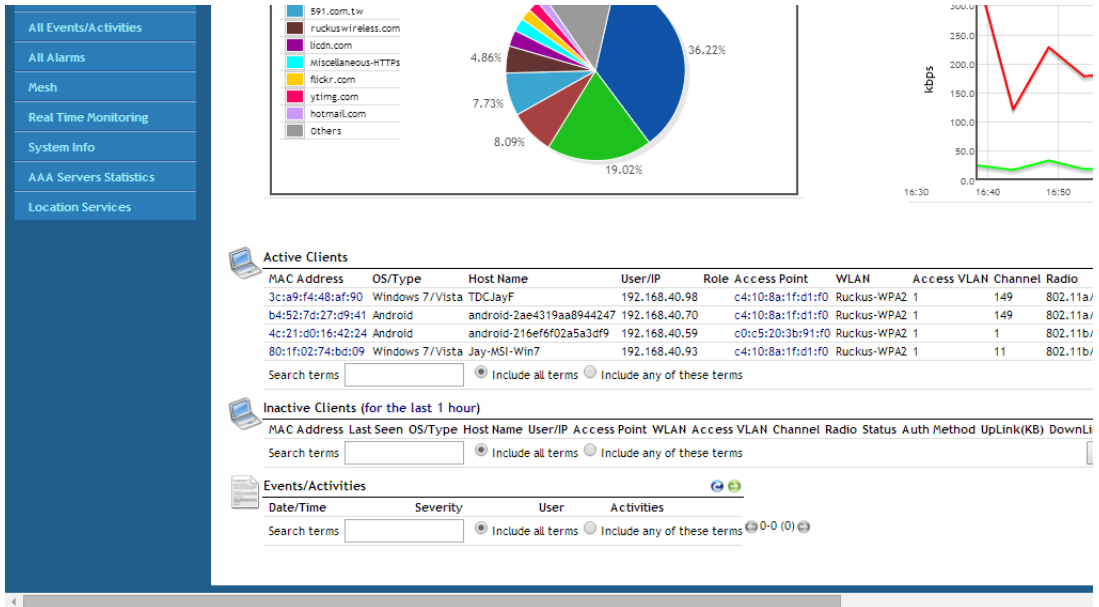 All Events/Activities
All Alarms
Mesh
Real Time Monitoring
System Info
AAA Servers Statistics
Location Services
591.com.tw
ruckuswireless.com
licdn.com
Miscellaneous-HTTPs
flickr.com
ytimg.com
hotmail.com
Others
36.22%
4.86%
7.73%
8.09%
19.02%
300.0
250.0
200.0
150.0
100.0
50.0
0.0
kbps
16:30 16:40 16:50
Active Clients
MAC Address OS/Type Host Name User/IP Role Access Point WLAN Access VLAN Channel Radio
3c:a9:f4:48:af:90 Windows 7/Vista TDCJayF 192.168.40.98 c4:10:8a:1f:d1:f0 Ruckus-WPA2 1 149 802.11a/
b4:52:7d:27:d9:41 Android android-2ae4319aa8944247 192.168.40.70 c4:10:8a:1f:d1:f0 Ruckus-WPA2 1 149 802.11a/
4c:21:d0:16:42:24 Android android-216ef6f02a5a3df9 192.168.40.59 c0:c5:20:3b:91:f0 Ruckus-WPA2 1 1 802.11b/
80:1f:02:74:bd:09 Windows 7/Vista Jay-MSI-Win7 192.168.40.93 c4:10:8a:1f:d1:f0 Ruckus-WPA2 1 11 802.11b/
Search terms Include all terms Include any of these terms
Inactive Clients (for the last 1 hour)
MAC Address Last Seen OS/Type Host Name User/IP Access Point WLAN Access VLAN Channel Radio Status Auth Method UpLink(KB) DownLi
Search terms Include all terms Include any of these terms
Events/Activities
Date/Time Severity User Activities
Search terms Include all terms Include any of these terms 0-0 (0)